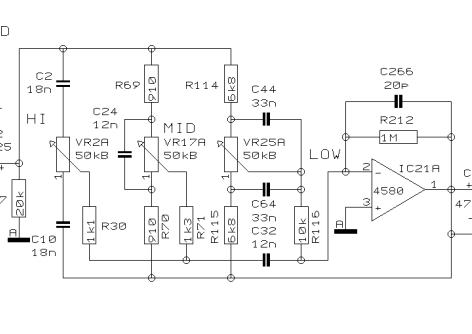 D
C2
18n
R69
910
R114
6k8
C44
33n
C266
20p
C24
12n
R212
1M
HI
MID
25
VR2A
50kB
VR17A
50kB
VR25A
50kB
LOW
+
1
1
1
2
-
IC21A
4580
1
3
+
20k
7
A
C10
18n
1k1
R30
910
R70
1k3
R71
R115
6k8
C64
33n
C32
12n
10k
R116
A
C
47
-